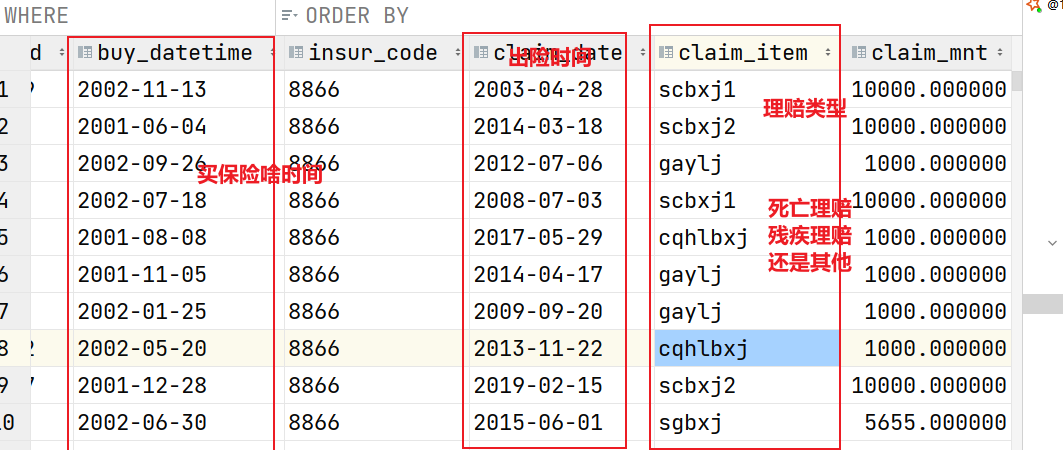 WHERE ORDER BY @1
d buy_datetime insur_code claim_date claim_item claim_mnt
出险时间
1 2002-11-13 8866 2003-04-28 scbxj1 10000.000000
理赔类型
2 2001-06-04 8866 2014-03-18 scbxj2 10000.000000
3 2002-09-26 8866 2012-07-06 gaylj 1000.000000
买保险啥时间
4 2002-07-18 8866 2008-07-03 scbxj1 10000.000000
死亡理赔
5 2001-08-08 8866 2017-05-29 cqhlbxj 1000.000000
残疾理赔
还是其他
6 2001-11-05 8866 2014-04-17 gaylj 1000.000000
7 2002-01-25 8866 2009-09-20 gaylj 1000.000000
8 2 2002-05-20 8866 2013-11-22 cqhlbxj 1000.000000
9 7 2001-12-28 8866 2019-02-15 scbxj2 10000.000000
10 2002-06-30 8866 2015-06-01 sgbxj 5655.000000